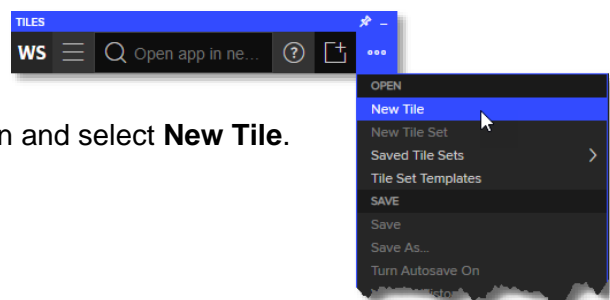 TILES
WS Open app in ne... ?
OPEN
New Tile
n and select New Tile.
New Tile Set
Saved Tile Sets
Tile Set Templates
SAVE
Save
Save As...
Turn Autosave On